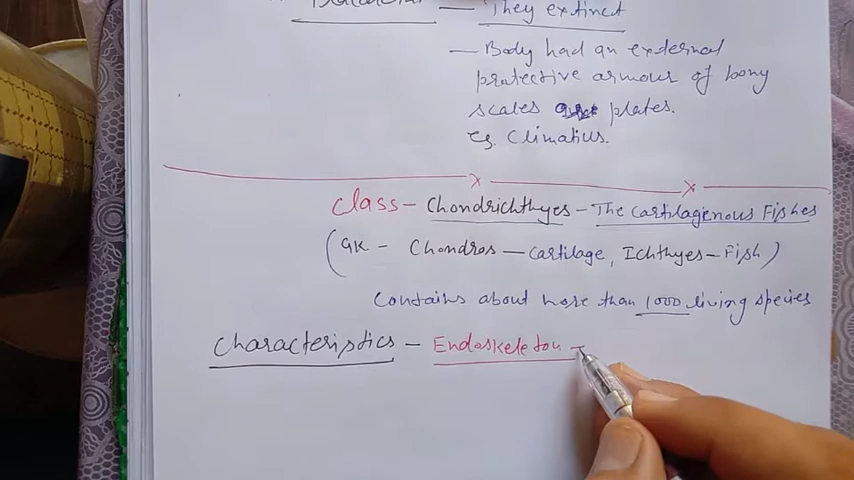 — They extinct
— Body had an external
protective armour of bony
scales plates.
eg. Climatius.
x x
Class - Chondrichthyes - The Cartilagenous Fishes
(GK - Chondros — Cartilage, Ichthyes - Fish)
Contains about more than 1000 living species
Characteristics - Endoskeleton -